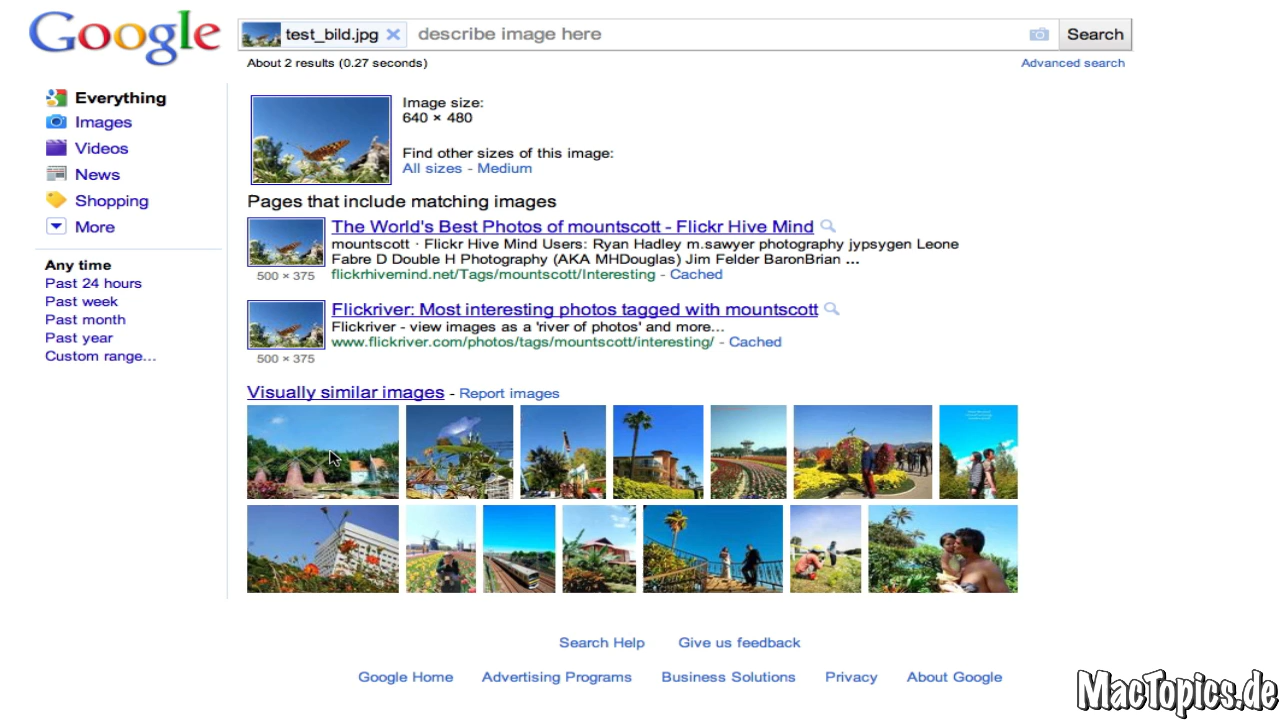 Google
test_bild.jpg describe image here Search
About 2 results (0.27 seconds) Advanced search
Everything
Images
Videos
News
Shopping
More
Any time
Past 24 hours
Past week
Past month
Past year
Custom range...
Image size:
640 × 480
Find other sizes of this image:
All sizes - Medium
Pages that include matching images
The World's Best Photos of mountscott - Flickr Hive Mind
mountscott · Flickr Hive Mind Users: Ryan Hadley m.sawyer photography jypsygen Leone
Fabre D Double H Photography (AKA MHDouglas) Jim Felder BaronBrian ...
flickrhivemind.net/Tags/mountscott/Interesting - Cached
500 × 375
Flickriver: Most interesting photos tagged with mountscott
Flickriver - view images as a 'river of photos' and more...
www.flickriver.com/photos/tags/mountscott/interesting/ - Cached
500 × 375
Visually similar images - Report images
Search Help Give us feedback
Google Home Advertising Programs Business Solutions Privacy About Google
MacTopics.de